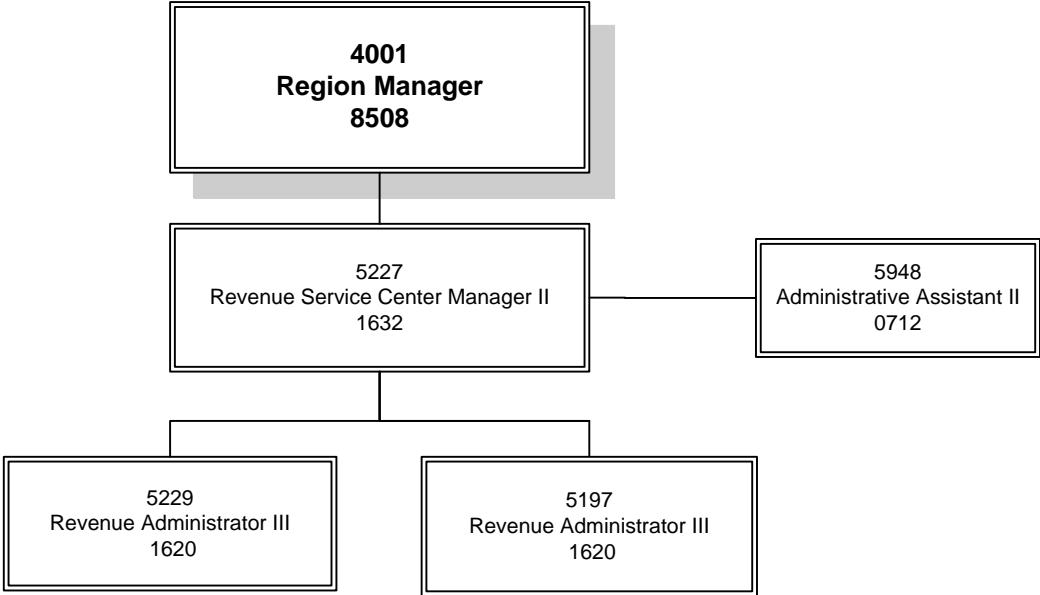 4001
Region Manager
8508
5227
Revenue Service Center Manager II
1632
5948
Administrative Assistant II
0712
5229
Revenue Administrator III
1620
5197
Revenue Administrator III
1620